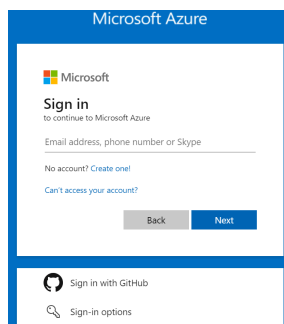 Microsoft Azure
Microsoft
Sign in
to continue to Microsoft Azure
Email address, phone number or Skype
No account? Create one!
Can't access your account?
Back
Next
Sign in with GitHub
Sign-in options